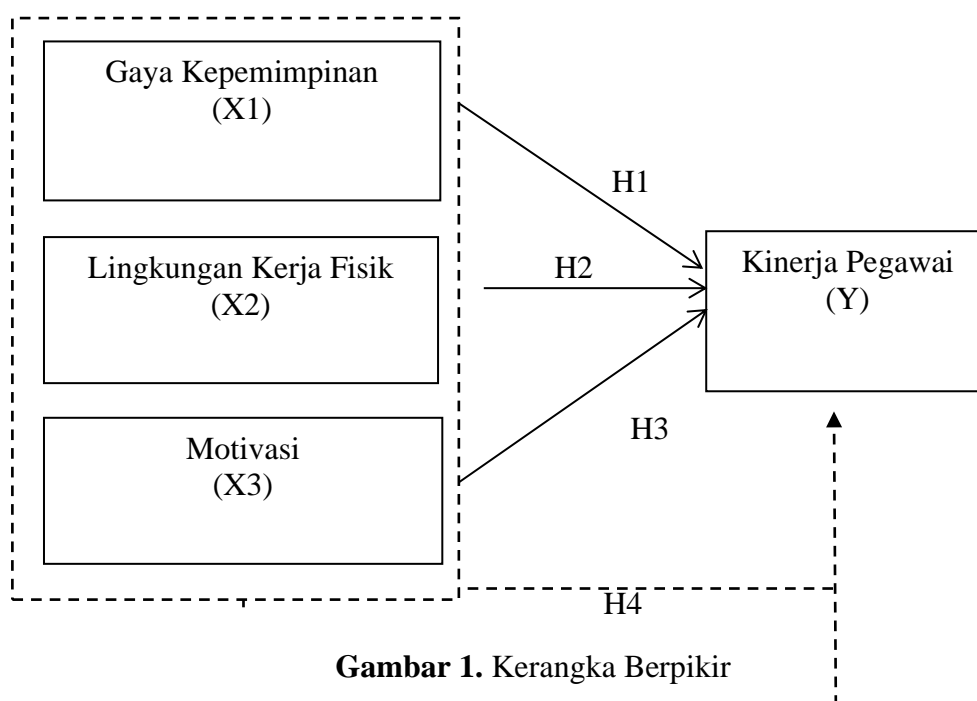 Gaya Kepemimpinan
(X1)
H1
Lingkungan Kerja Fisik
(X2)
H2
Kinerja Pegawai
(Y)
Motivasi
(X3)
H3
H4
Gambar 1. Kerangka Berpikir